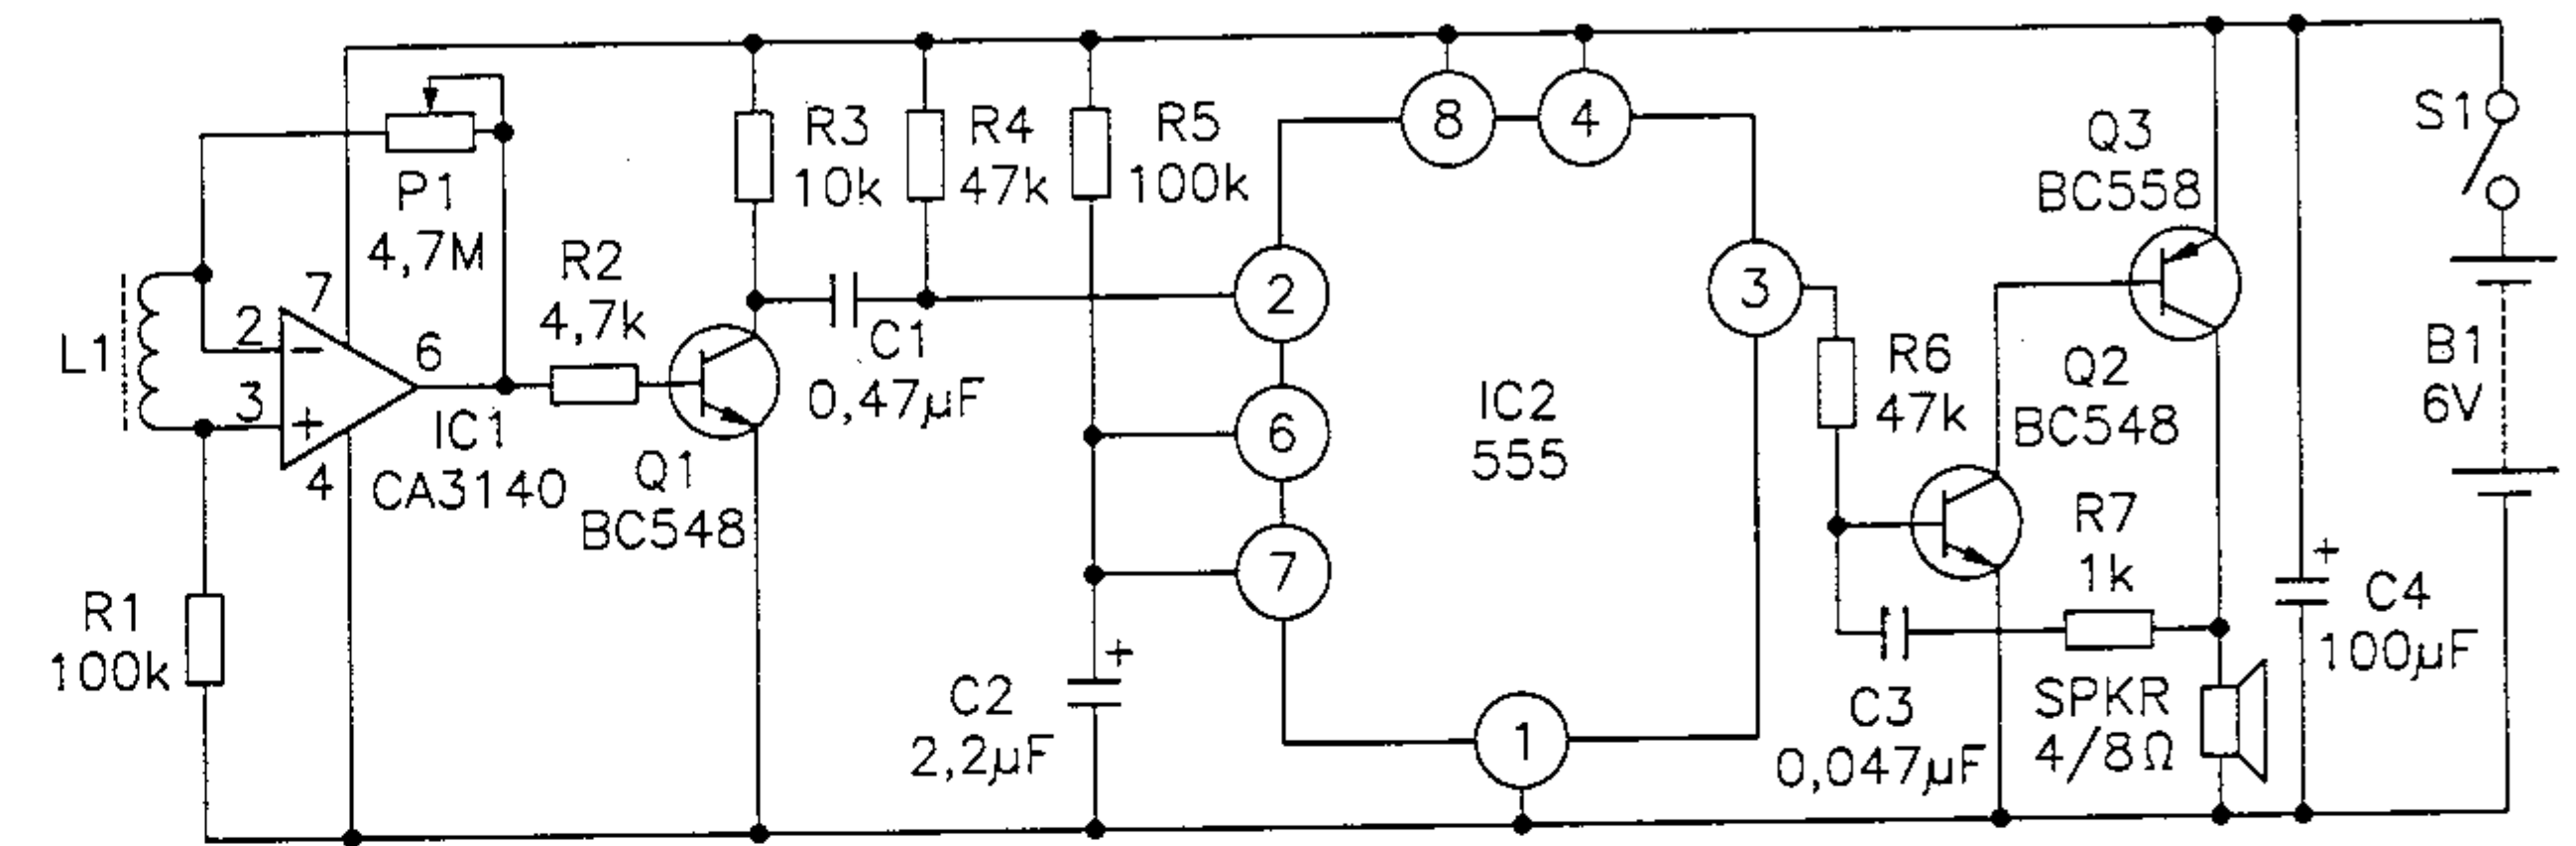 P1
4,7M
L1
7
2
3
4
6
IC1
CA3140
R1
100k
R2
4,7k
Q1
BC548
R3
10k
R4
47k
R5
100k
C1
0,47µF
C2
2,2µF
+
8
4
2
6
7
3
1
IC2
555
R6
47k
Q2
BC548
Q3
BC558
R7
1k
C3
0,047µF
SPKR
4/8Ω
+
C4
100µF
S1
B1
6V